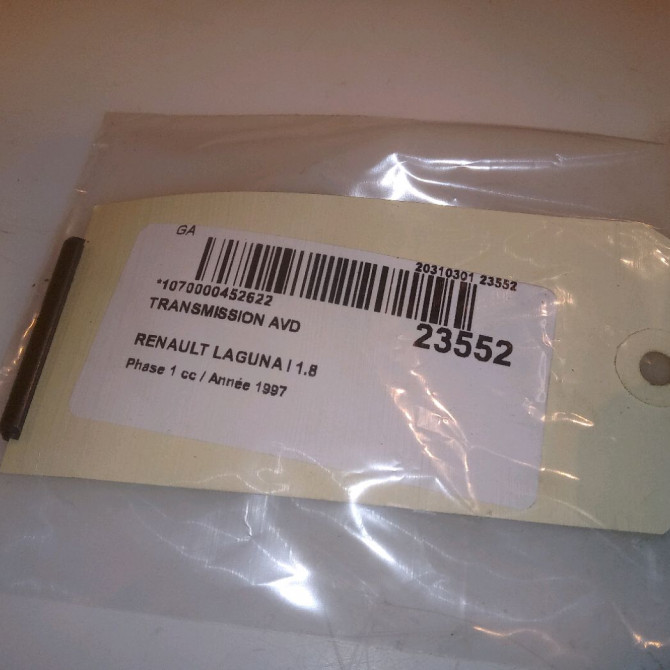 GA
20310301 23552
*1070000452622
TRANSMISSION AVD
23552
RENAULT LAGUNA I 1.8
Phase 1 cc / Année 1997